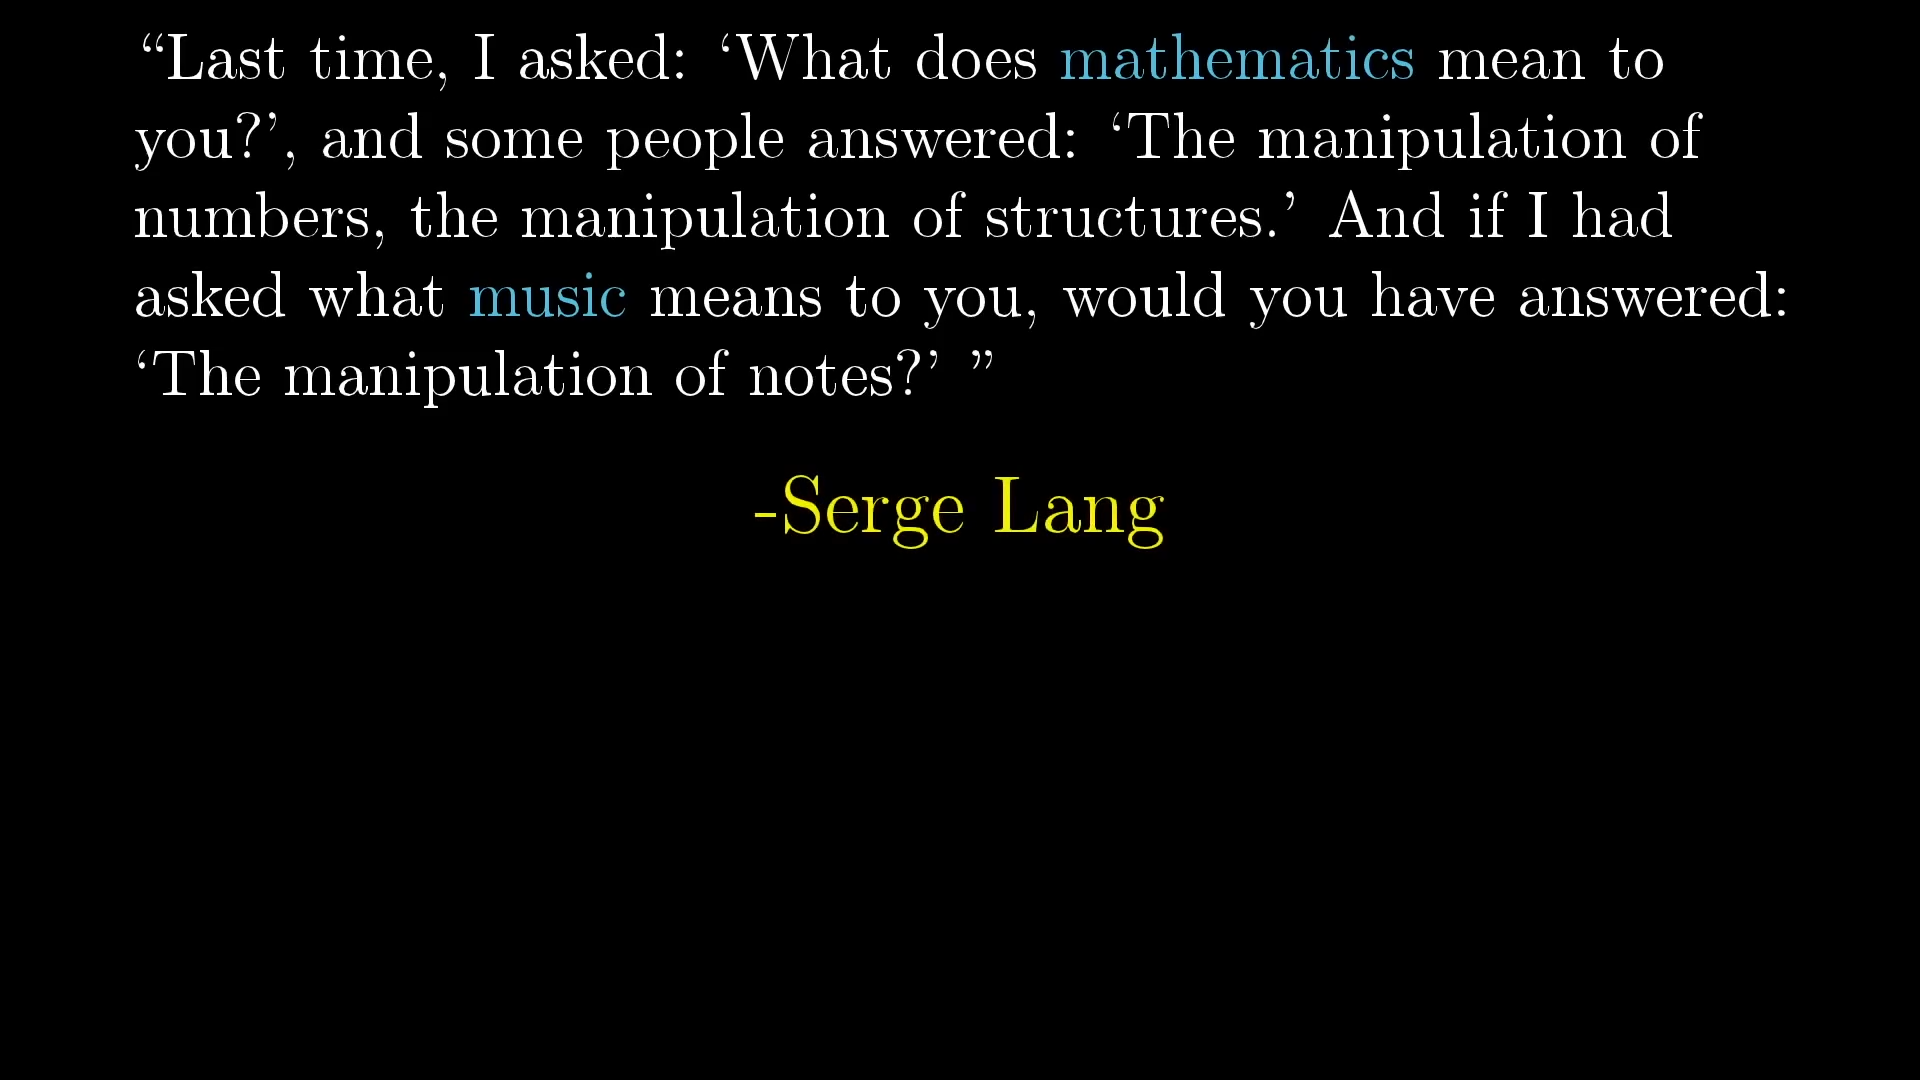 “Last time, I asked: ‘What does mathematics mean to
you?’, and some people answered: ‘The manipulation of
numbers, the manipulation of structures.’ And if I had
asked what music means to you, would you have answered:
‘The manipulation of notes?’ ”
-Serge Lang